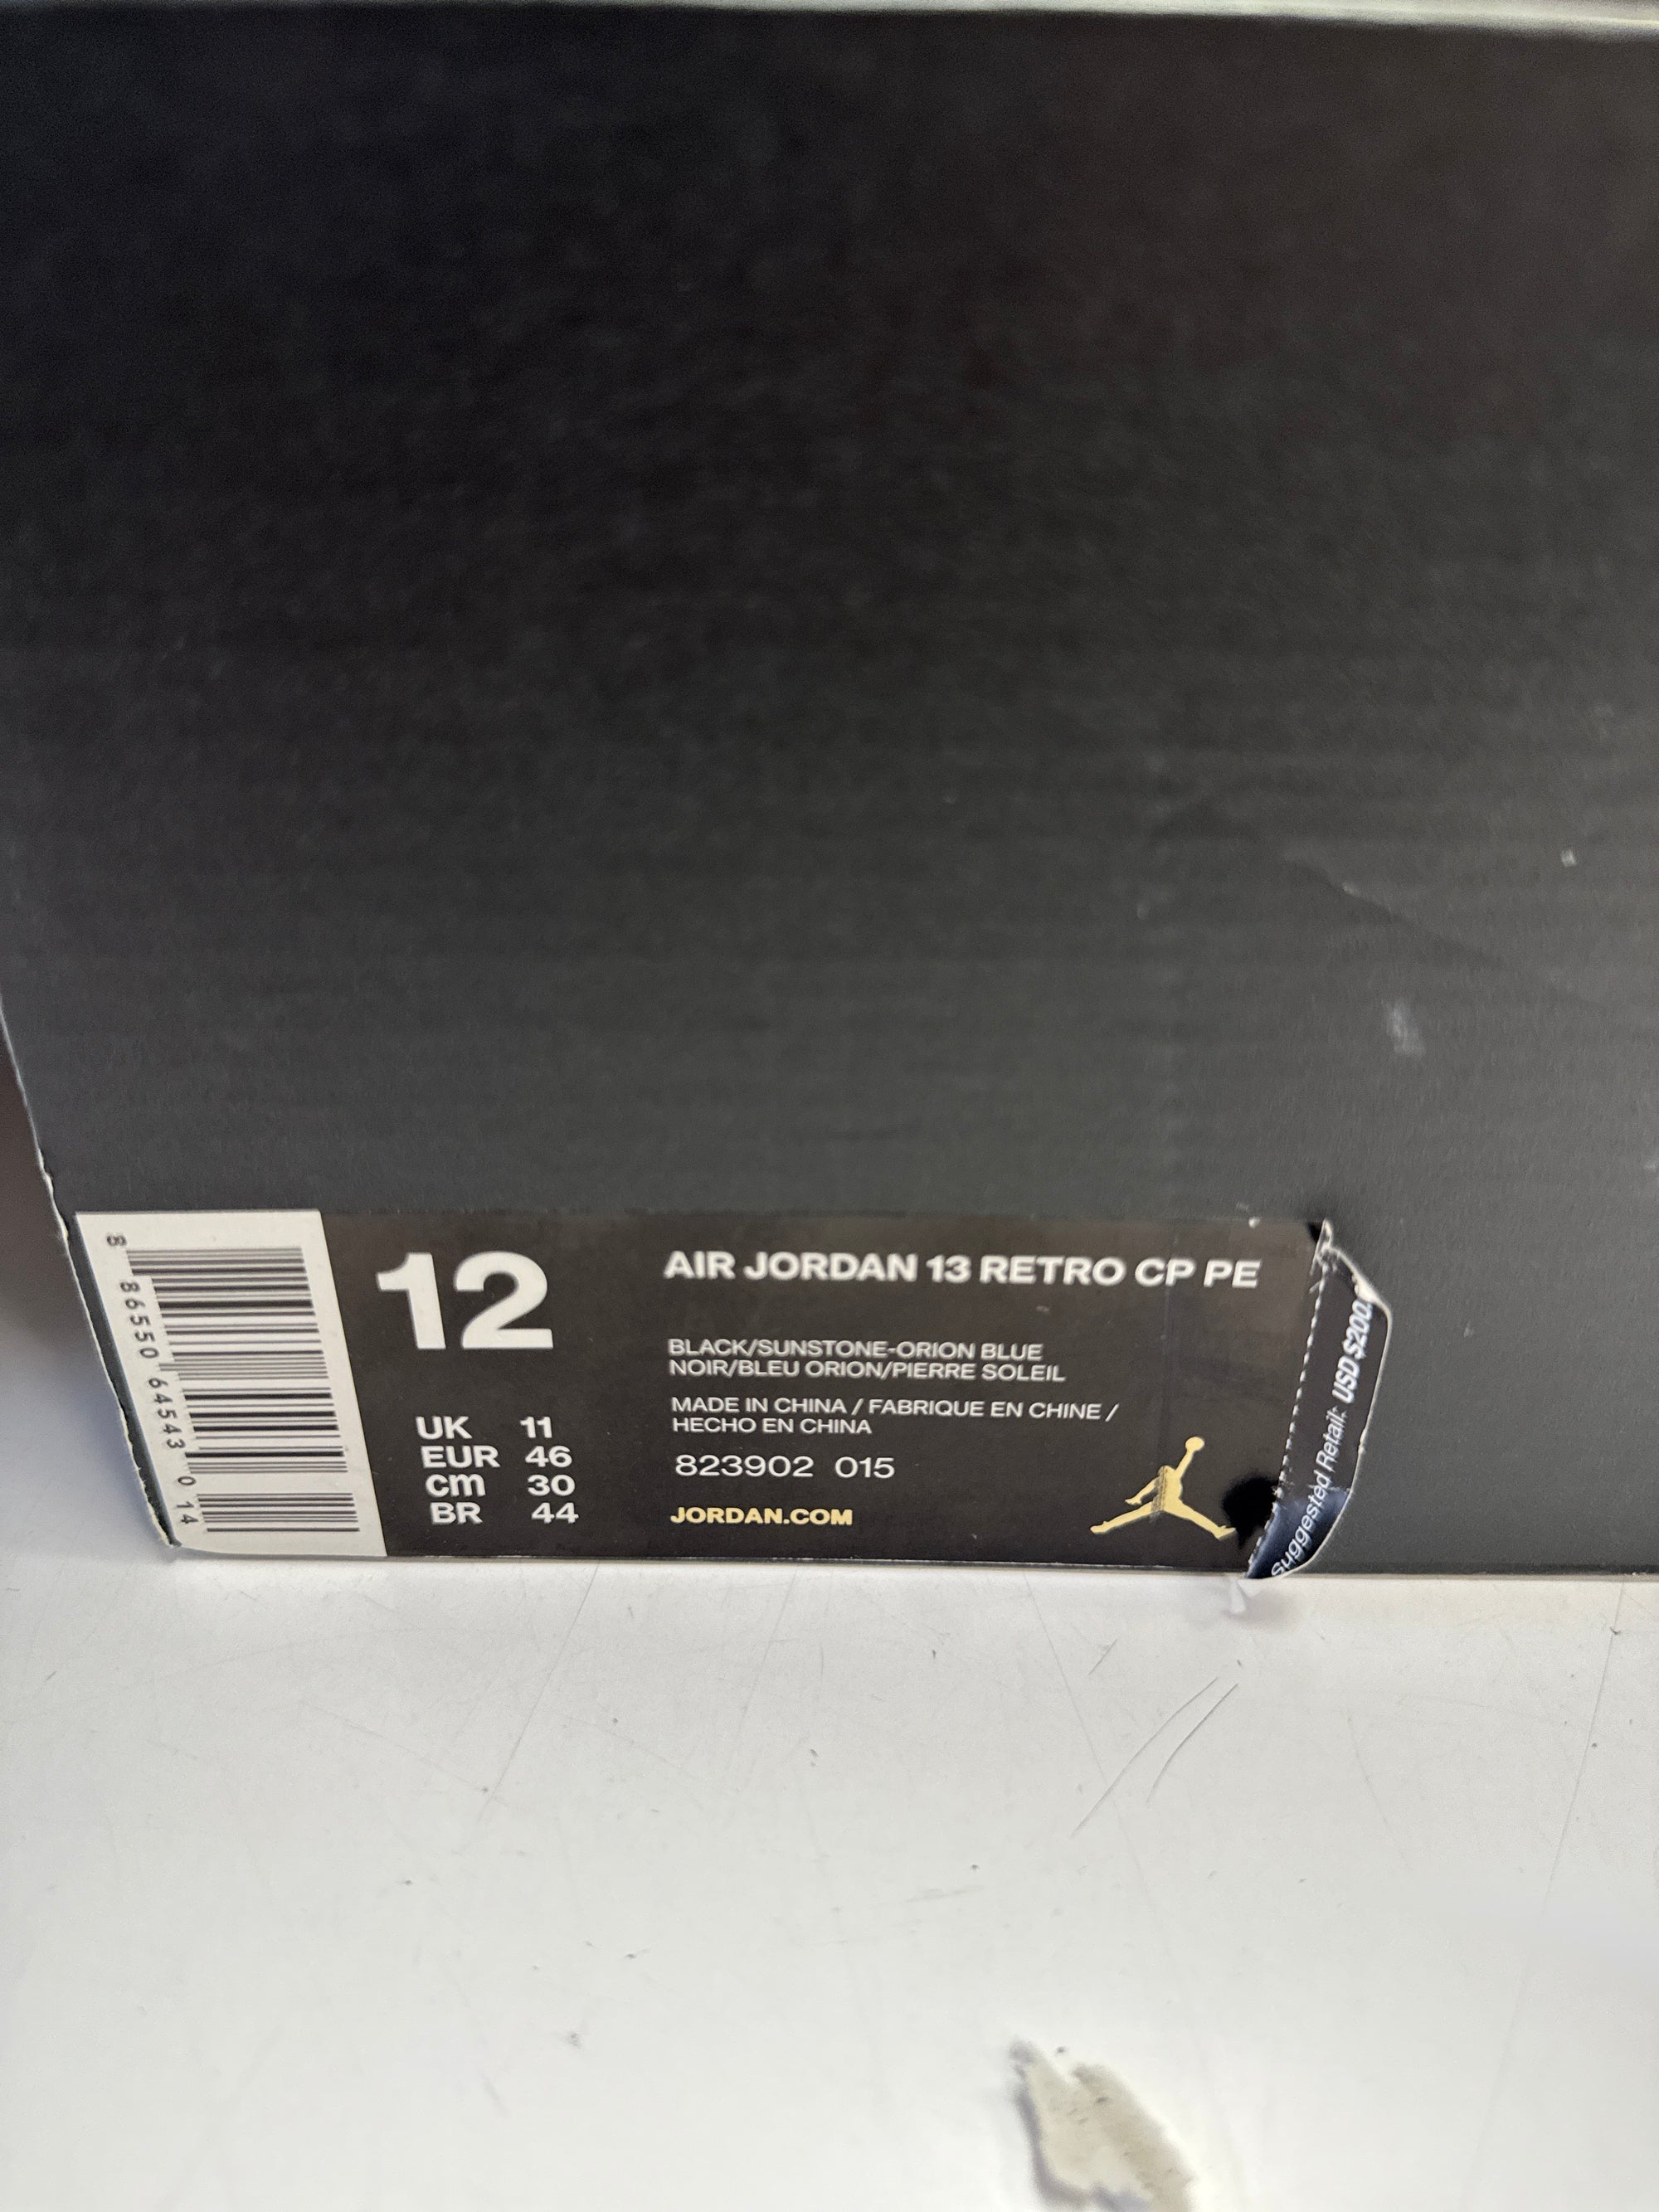 8 86550 64543 0 14
12
UK 11
EUR 46
cm 30
BR 44
AIR JORDAN 13 RETRO CP PE
BLACK/SUNSTONE-ORION BLUE
NOIR/BLEU ORION/PIERRE SOLEIL
MADE IN CHINA / FABRIQUE EN CHINE /
HECHO EN CHINA
823902 015
JORDAN.COM
Suggested Retail: USD $200.